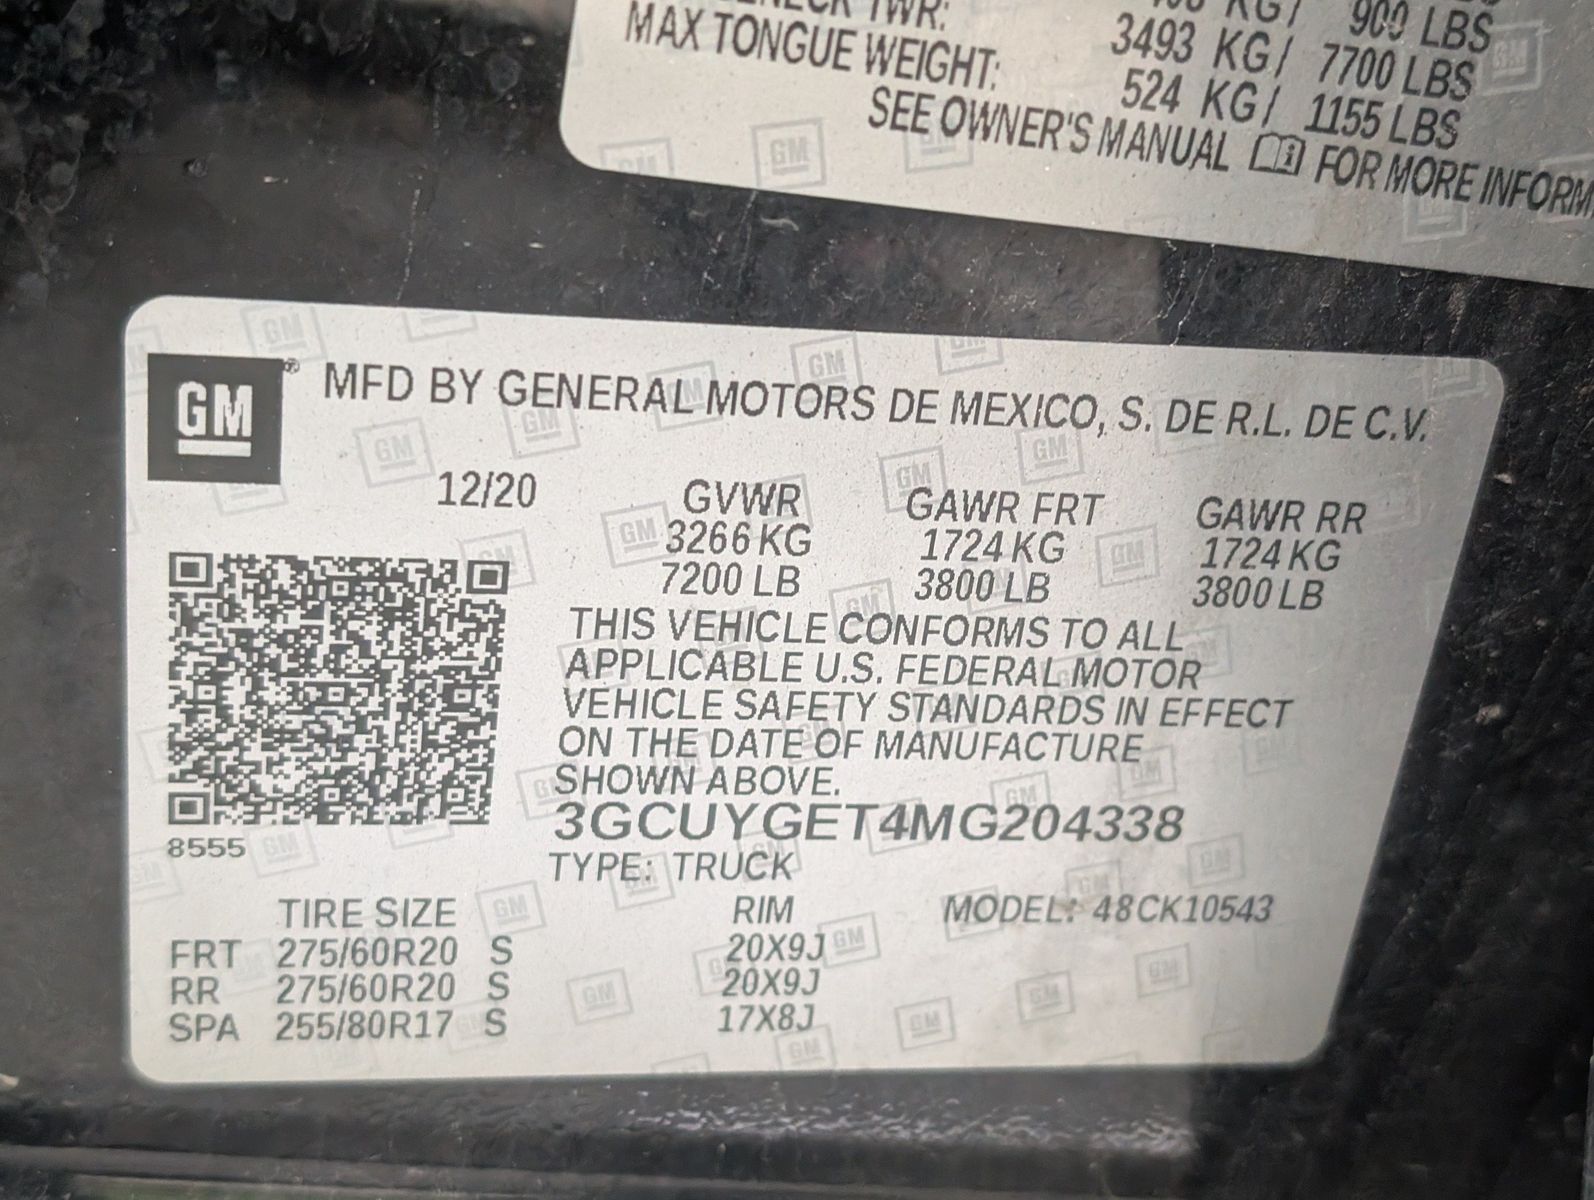 TWR:
900 LBS
3493 KG/ 7700 LBS
MAX TONGUE WEIGHT: 524 KG/ 1155 LBS
SEE OWNER'S MANUAL FOR MORE INFORM
GM
® MFD BY GENERAL MOTORS DE MEXICO, S. DE R.L. DE C.V.
12/20 GVWR GAWR FRT GAWR RR
3266 KG 1724 KG 1724 KG
7200 LB 3800 LB 3800 LB
THIS VEHICLE CONFORMS TO ALL
APPLICABLE U.S. FEDERAL MOTOR
VEHICLE SAFETY STANDARDS IN EFFECT
ON THE DATE OF MANUFACTURE
SHOWN ABOVE.
3GCUYGET4MG204338
8555
TYPE: TRUCK
TIRE SIZE RIM MODEL: 48CK10543
FRT 275/60R20 S 20X9J
RR 275/60R20 S 20X9J
SPA 255/80R17 S 17X8J